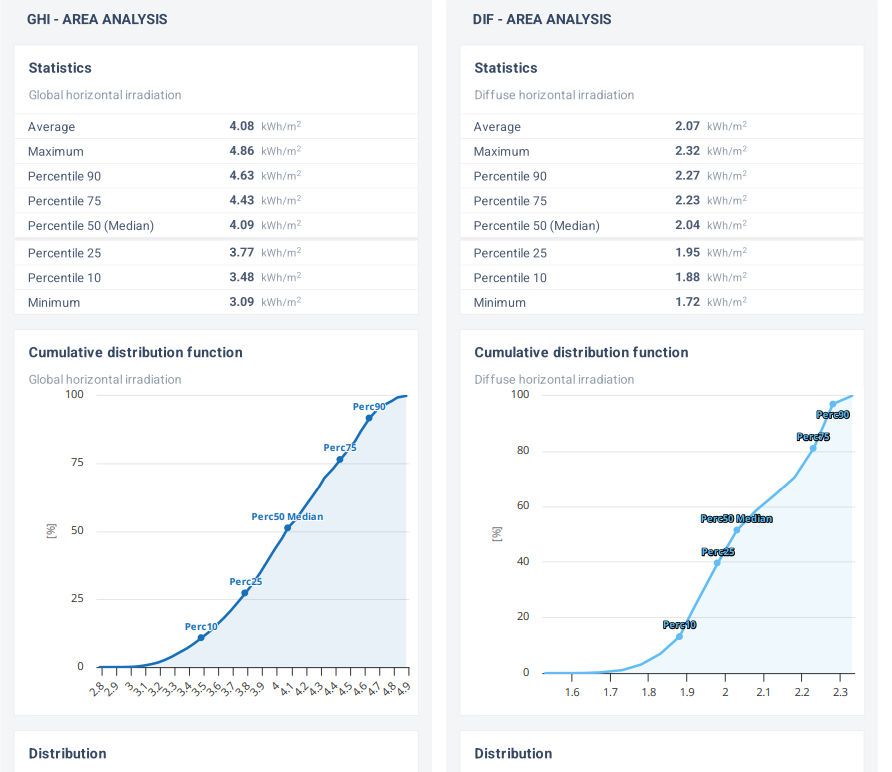 GHI - AREA ANALYSIS
Statistics
Global horizontal irradiation
Average 4.08 kWh/m²
Maximum 4.86 kWh/m²
Percentile 90 4.63 kWh/m²
Percentile 75 4.43 kWh/m²
Percentile 50 (Median) 4.09 kWh/m²
Percentile 25 3.77 kWh/m²
Percentile 10 3.48 kWh/m²
Minimum 3.09 kWh/m²
Cumulative distribution function
Global horizontal irradiation
100
75
50
25
0
[%]
Perc90
Perc75
Perc50 Median
Perc25
Perc10
2.8 2.9 3 3.1 3.2 3.3 3.4 3.5 3.6 3.7 3.8 3.9 4 4.1 4.2 4.3 4.4 4.5 4.6 4.7 4.8 4.9
Distribution
DIF - AREA ANALYSIS
Statistics
Diffuse horizontal irradiation
Average 2.07 kWh/m²
Maximum 2.32 kWh/m²
Percentile 90 2.27 kWh/m²
Percentile 75 2.23 kWh/m²
Percentile 50 (Median) 2.04 kWh/m²
Percentile 25 1.95 kWh/m²
Percentile 10 1.88 kWh/m²
Minimum 1.72 kWh/m²
Cumulative distribution function
Diffuse horizontal irradiation
100
80
60
40
20
0
[%]
Perc90
Perc75
Perc50 Median
Perc25
Perc10
1.6 1.7 1.8 1.9 2 2.1 2.2 2.3
Distribution